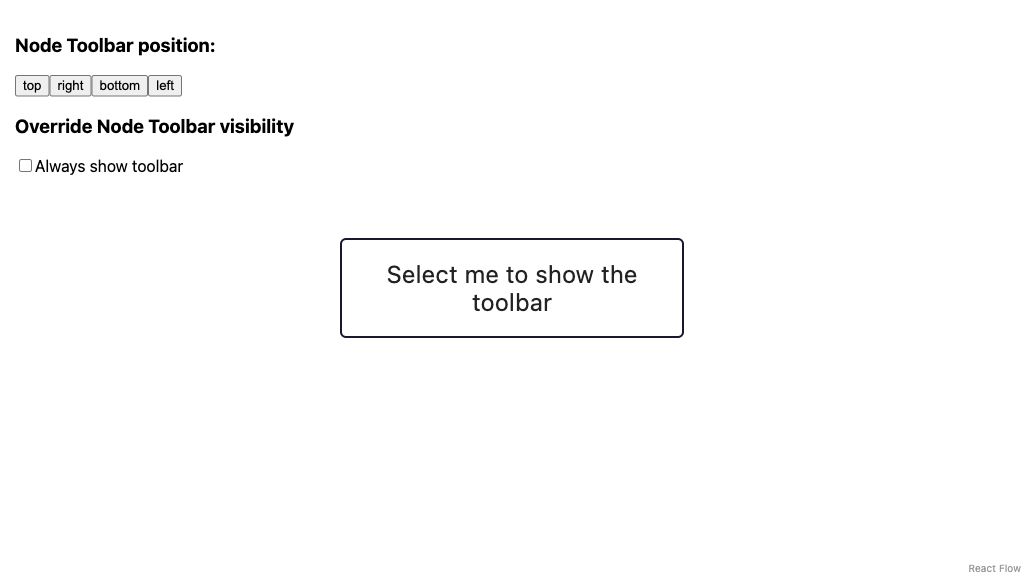 Node Toolbar position:
top right bottom left
Override Node Toolbar visibility
Always show toolbar
Select me to show the
toolbar
React Flow